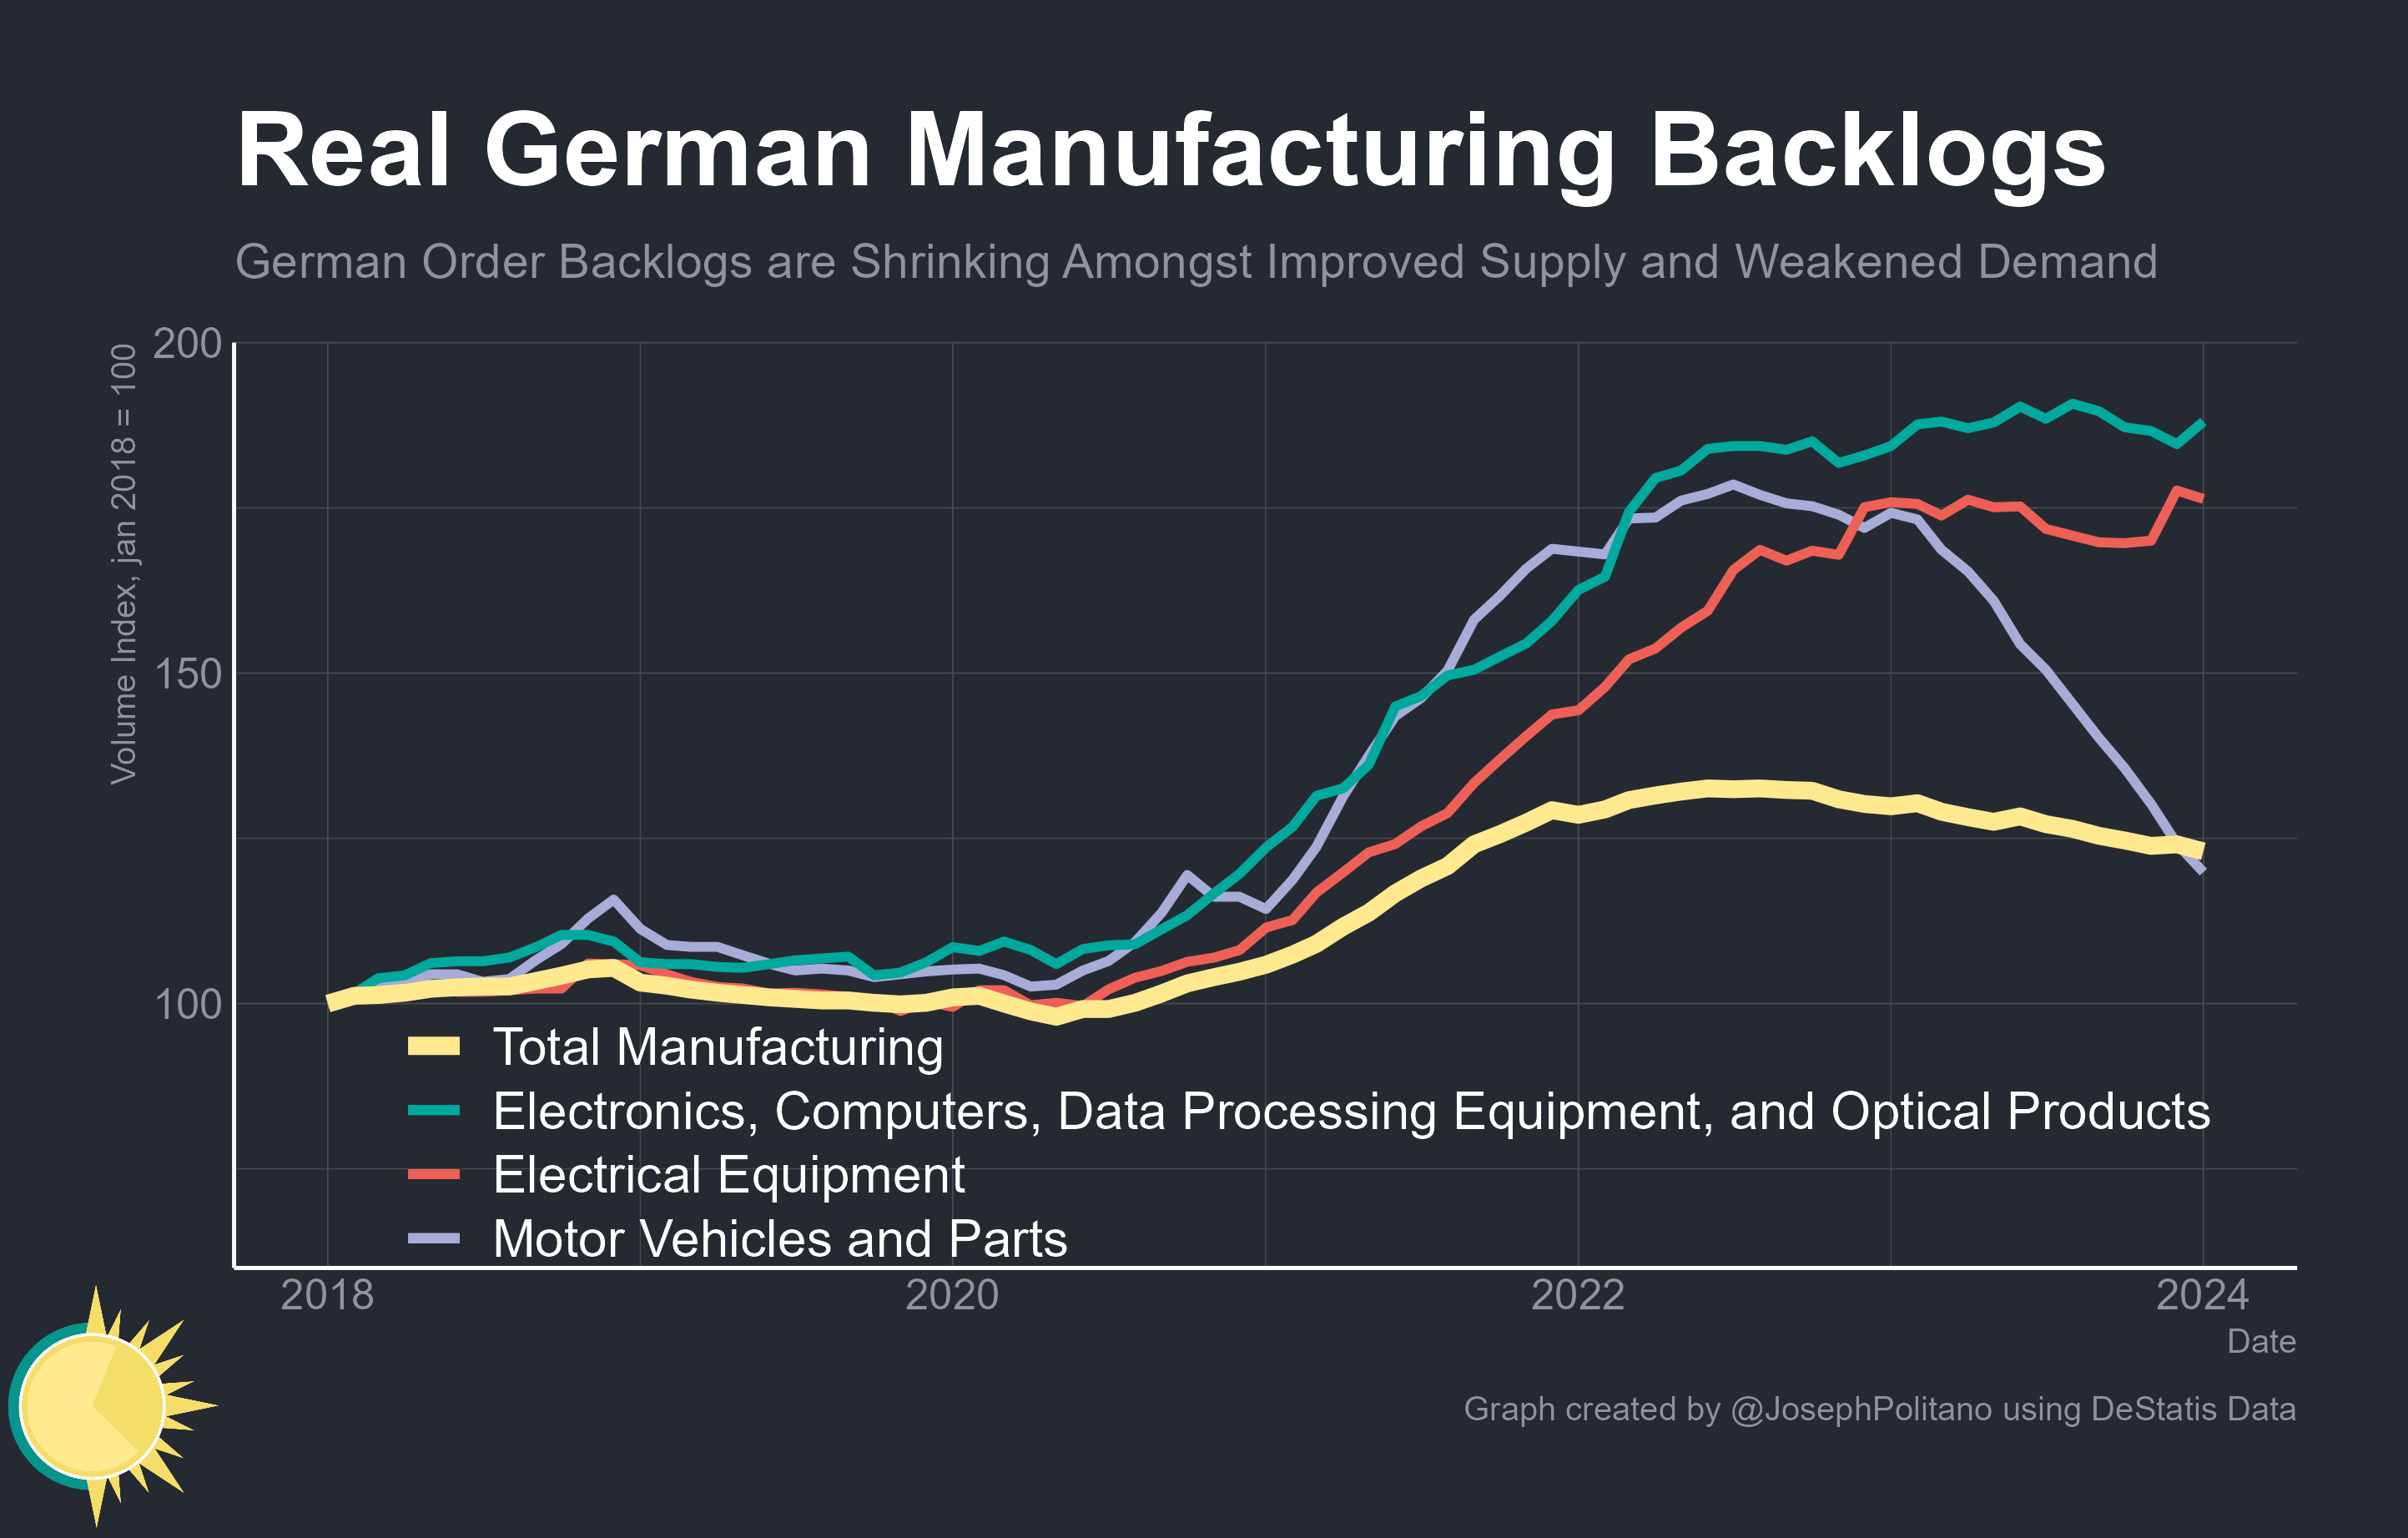 Real German Manufacturing Backlogs
German Order Backlogs are Shrinking Amongst Improved Supply and Weakened Demand
Volume Index, jan 2018 = 100
200
150
100
Total Manufacturing
Electronics, Computers, Data Processing Equipment, and Optical Products
Electrical Equipment
Motor Vehicles and Parts
2018 2020 2022 2024
Date
Graph created by @JosephPolitano using DeStatis Data